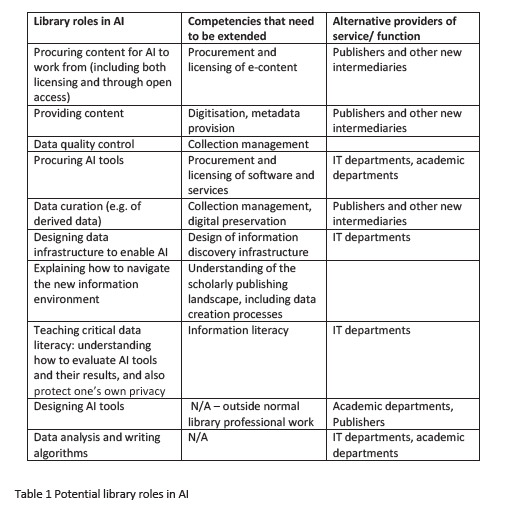 Library roles in AI
Competencies that need
to be extended
Alternative providers of
service/ function
Procuring content for AI to
work from (including both
licensing and through open
access)
Procurement and
licensing of e-content
Publishers and other new
intermediaries
Providing content
Digitisation, metadata
provision
Publishers and other new
intermediaries
Data quality control
Collection management
Procuring AI tools
Procurement and
licensing of software and
services
IT departments, academic
departments
Data curation (e.g. of
derived data)
Collection management,
digital preservation
Publishers and other new
intermediaries
Designing data
infrastructure to enable AI
Design of information
discovery infrastructure
IT departments
Explaining how to navigate
the new information
environment
Understanding of the
scholarly publishing
landscape, including data
creation processes
Teaching critical data
literacy: understanding
how to evaluate AI tools
and their results, and also
protect one's own privacy
Information literacy
IT departments
Designing AI tools
N/A – outside normal
library professional work
Academic departments,
Publishers
Data analysis and writing
algorithms
N/A
IT departments, academic
departments
Table 1 Potential library roles in AI